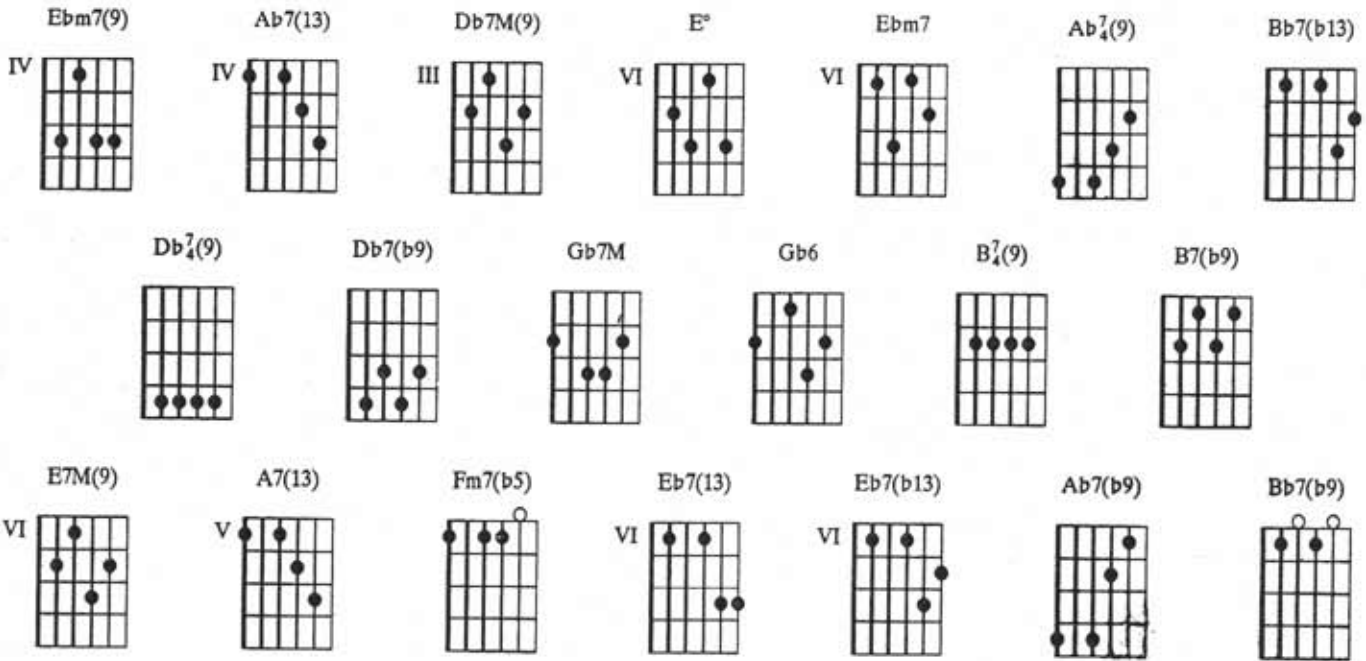 Ebm7(9) Ab7(13) Db7M(9) E° Ebm7 Ab7/4(9) Bb7(b13)
IV IV III VI VI
Db7/4(9) Db7(b9) Gb7M Gb6 B7/4(9) B7(b9)
E7M(9) A7(13) Fm7(b5) Eb7(13) Eb7(b13) Ab7(b9) Bb7(b9)
VI V VI VI